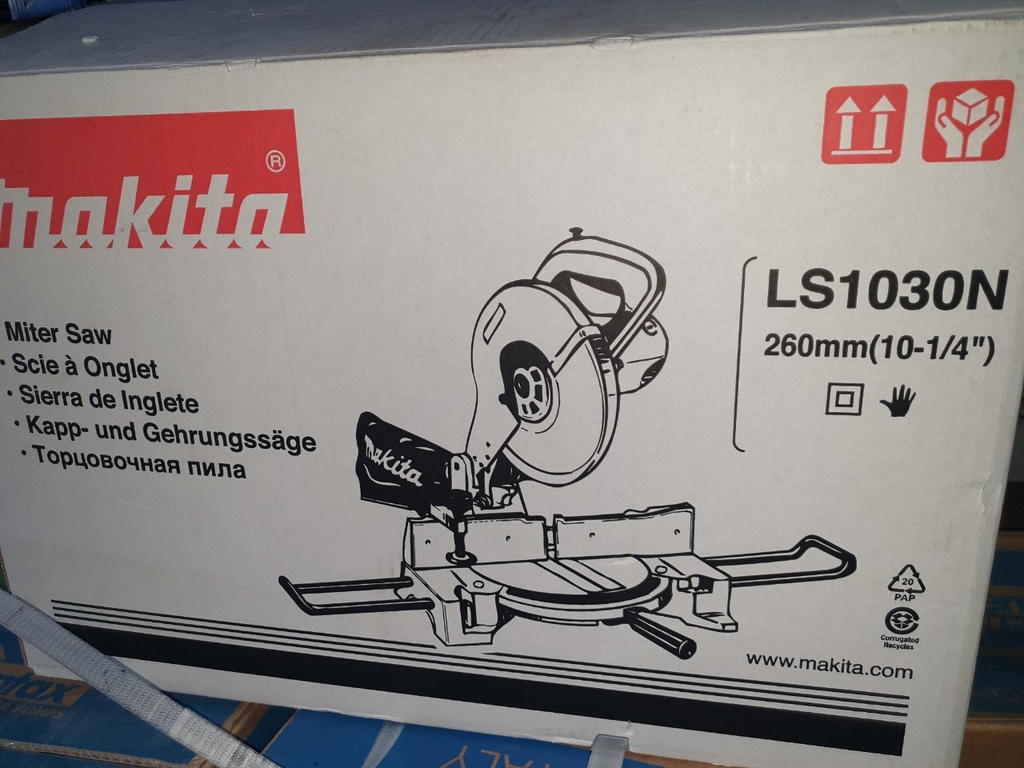 makita®
Miter Saw
• Scie à Onglet
• Sierra de Inglete
• Kapp- und Gehrungssäge
• Торцовочная пила
Makita
LS1030N
260mm(10-1/4")
20
PAP
Corrugated
Recycles
www.makita.com
ALY